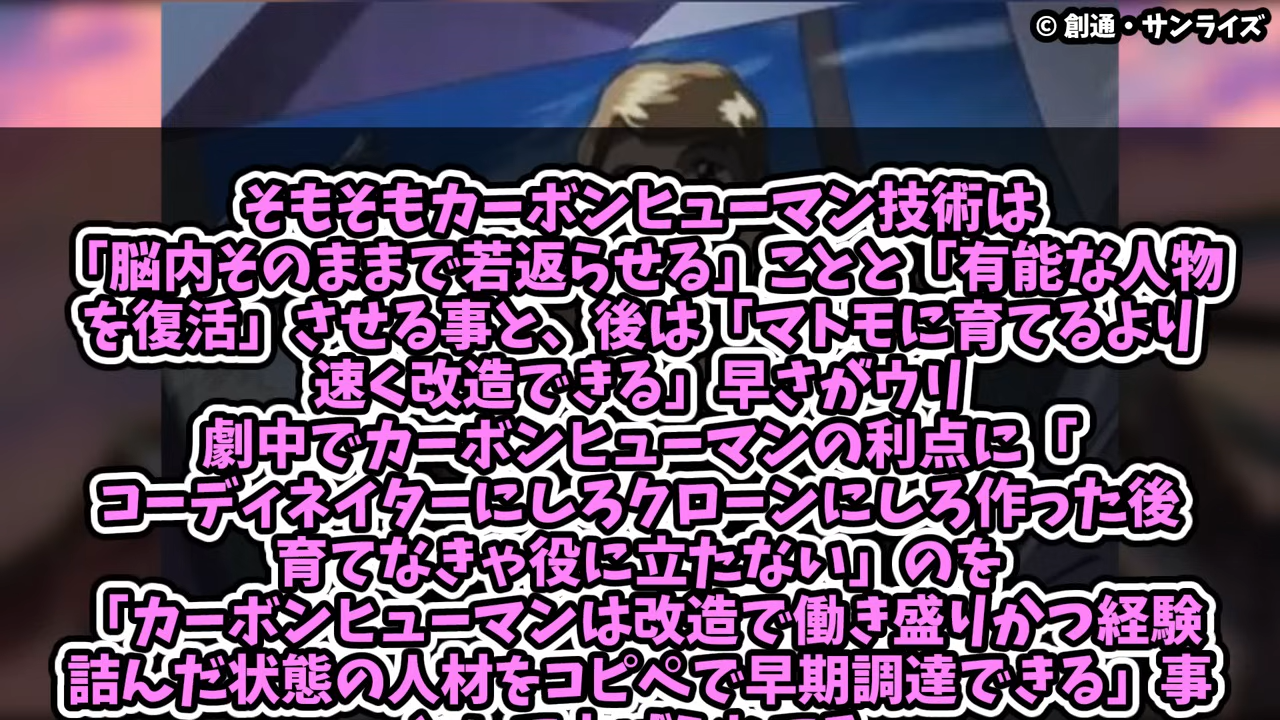 © 創通・サンライズ
そもそもカーボンヒューマン技術は
「脳内そのままで若返らせる」ことと「有能な人物
を復活」させる事と、後は「マトモに育てるより
速く改造できる」早さがウリ
劇中でカーボンヒューマンの利点に「
コーディネイターにしろクローンにしろ作った後
育てなきゃ役に立たない」のを
「カーボンヒューマンは改造で働き盛りかつ経験
詰んだ状態の人材をコピペで早期調達できる」事